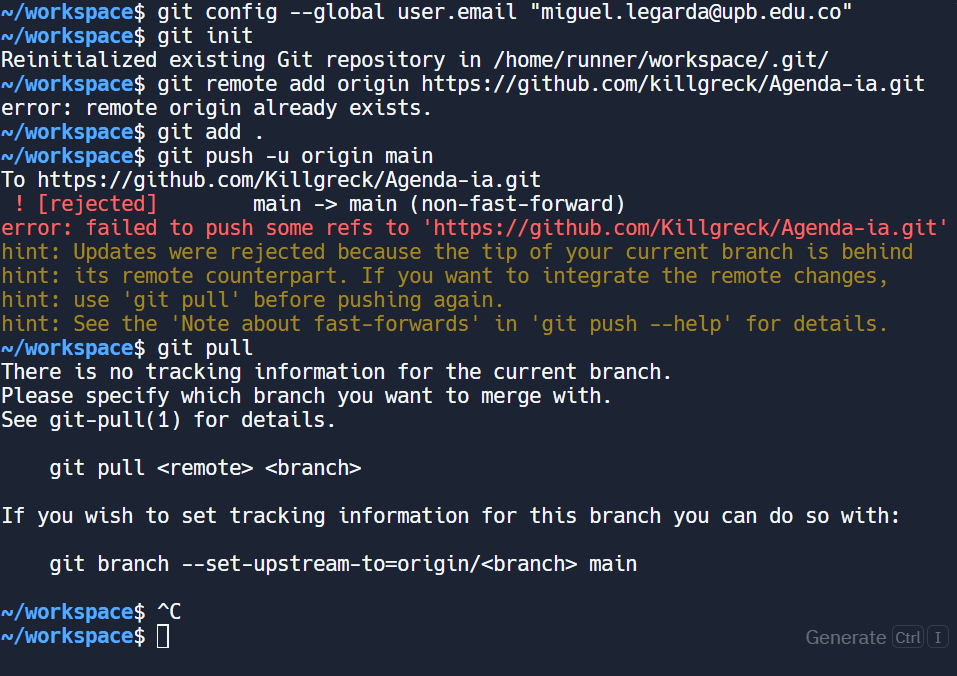 ~/workspace$ git config --global user.email "miguel.legarda@upb.edu.co"
~/workspace$ git init
Reinitialized existing Git repository in /home/runner/workspace/.git/
~/workspace$ git remote add origin https://github.com/killgreck/Agenda-ia.git
error: remote origin already exists.
~/workspace$ git add .
~/workspace$ git push -u origin main
To https://github.com/Killgreck/Agenda-ia.git
 ! [rejected]        main -> main (non-fast-forward)
error: failed to push some refs to 'https://github.com/Killgreck/Agenda-ia.git'
hint: Updates were rejected because the tip of your current branch is behind
hint: its remote counterpart. If you want to integrate the remote changes,
hint: use 'git pull' before pushing again.
hint: See the 'Note about fast-forwards' in 'git push --help' for details.
~/workspace$ git pull
There is no tracking information for the current branch.
Please specify which branch you want to merge with.
See git-pull(1) for details.

    git pull <remote> <branch>

If you wish to set tracking information for this branch you can do so with:

    git branch --set-upstream-to=origin/<branch> main

~/workspace$ ^C
~/workspace$
Generate Ctrl I